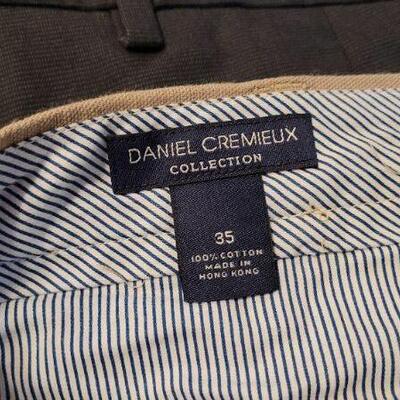 DANIEL CREMIEUX
COLLECTION
35
100% COTTON
MADE IN
HONG KONG